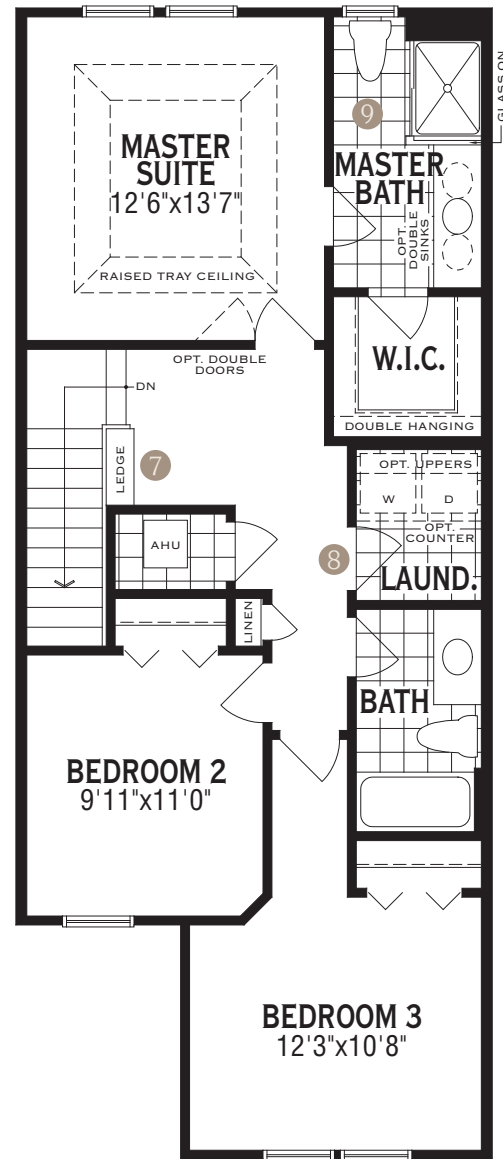 GLASS ON
9
MASTER
SUITE
12'6"x13'7"
MASTER
BATH
OPT.
DOUBLE
SINKS
RAISED TRAY CEILING
OPT. DOUBLE
DOORS
W.I.C.
DN
DOUBLE HANGING
LEDGE
7
OPT. UPPERS
W
D
OPT.
COUNTER
AHU
8
LAUND.
LINEN
BATH
BEDROOM 2
9'11"x11'0"
BEDROOM 3
12'3"x10'8"